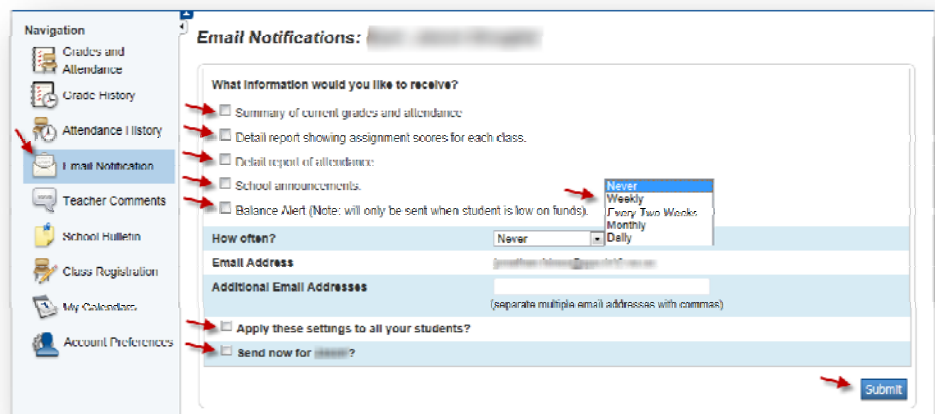 Navigation
Grades and
Attendance
Grade History
Attendance History
Email Notification
Teacher Comments
School Bulletin
Class Registration
My Calendars
Account Preferences
Email Notifications:
What information would you like to receive?
Summary of current grades and attendance
Detail report showing assignment scores for each class.
Detail report of attendance
School announcements.
Balance Alert (Note: will only be sent when student is low on funds).
Never
Weekly
Every Two Weeks
Monthly
Daily
How often?
Never
Email Address
Additional Email Addresses
(separate multiple email addresses with commas)
Apply these settings to all your students?
Send now for ?
Submit